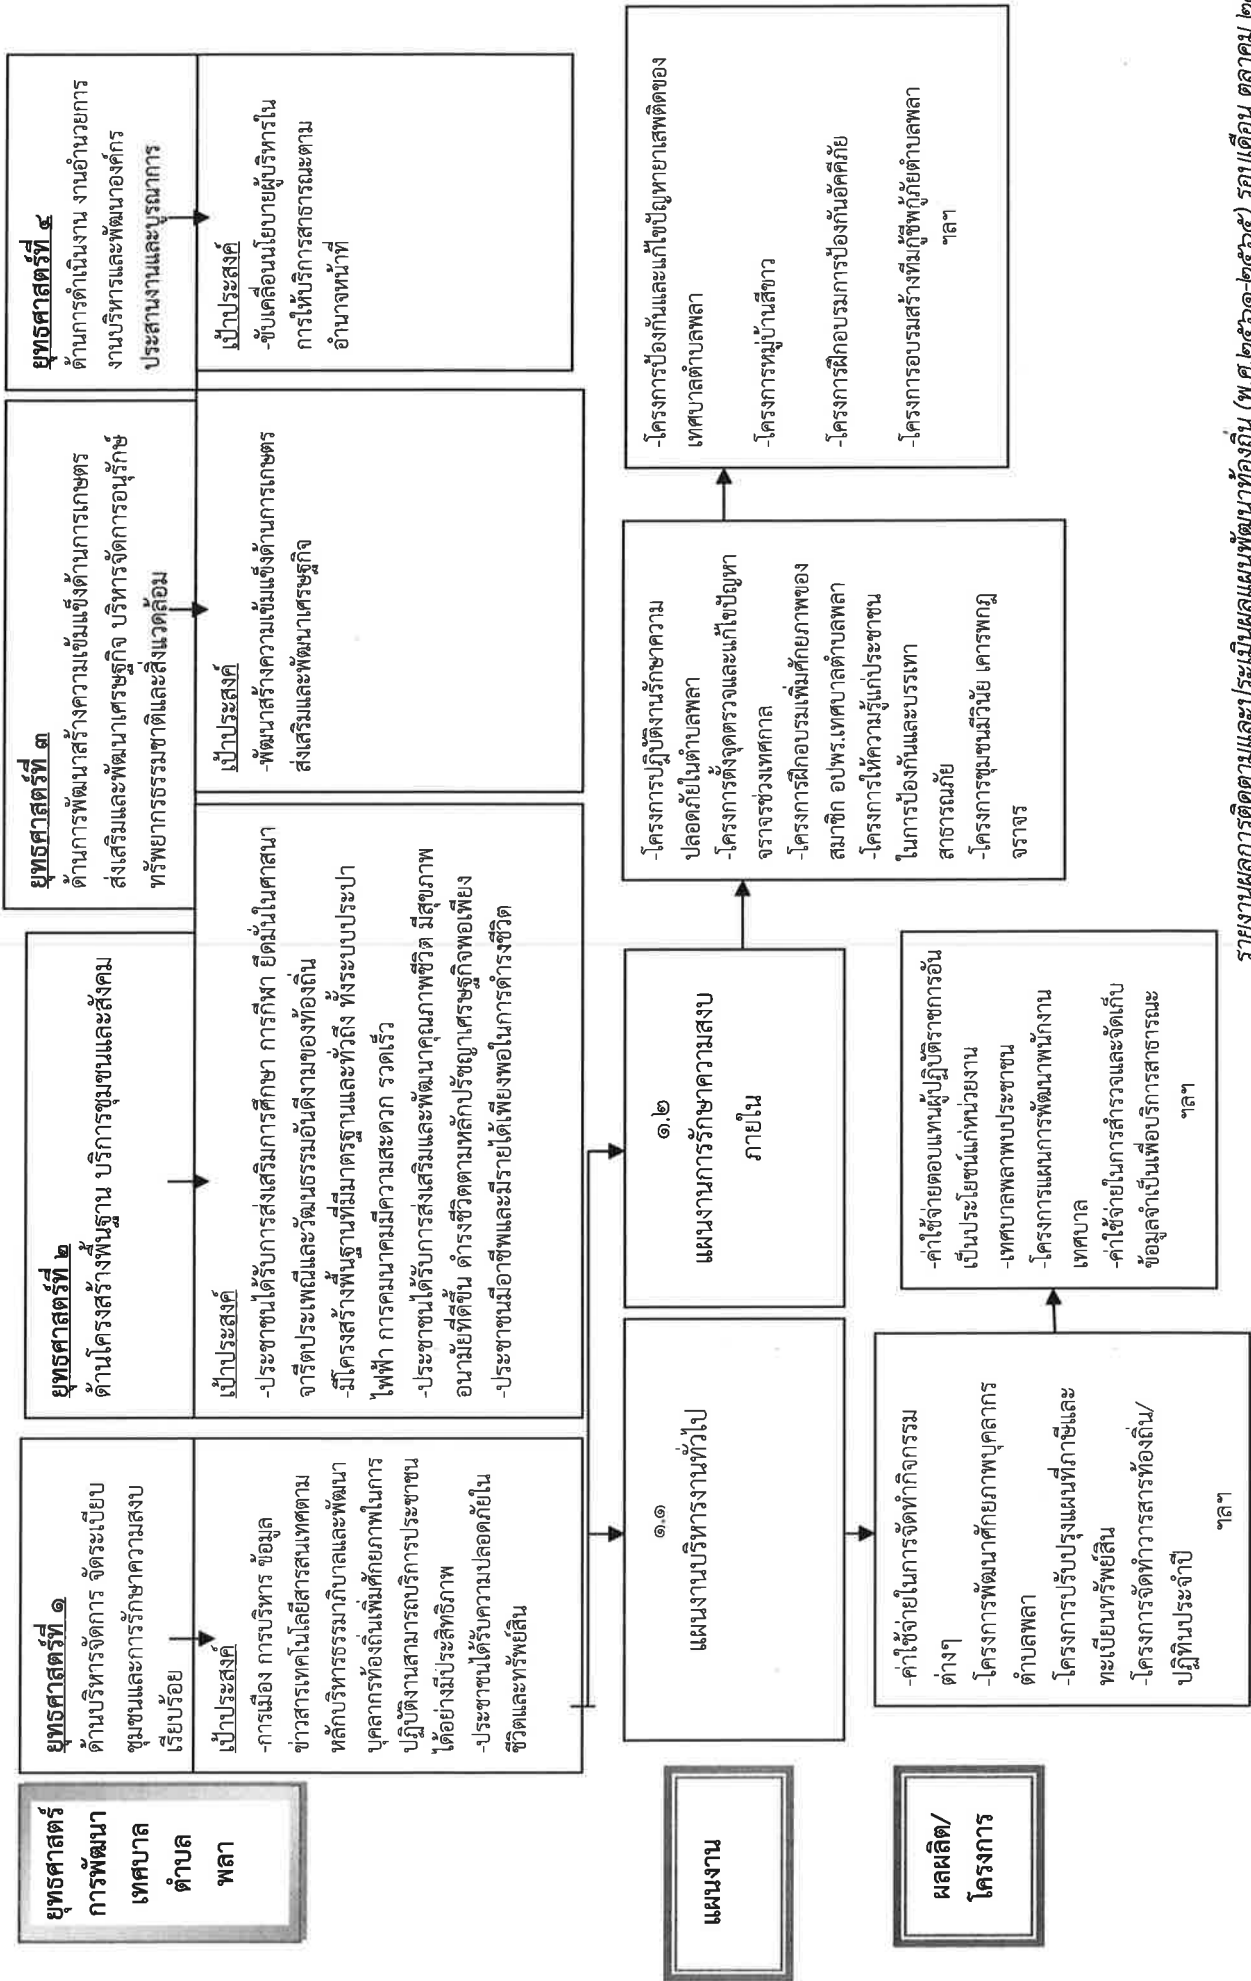 ยุทธศาสตร์
การพัฒนา
เทศบาล
ตำบล
พลา
ยุทธศาสตร์ที่ ๑
ด้านบริหารจัดการ จัดระเบียบ
ชุมชนและการรักษาความสงบ
เรียบร้อย
เป้าประสงค์
-การเมือง การบริหาร ข้อมูล
ข่าวสารเทคโนโลยีสารสนเทศตาม
หลักบริหารธรรมาภิบาลและพัฒนา
บุคลากรท้องถิ่นเพิ่มศักยภาพในการ
ปฏิบัติงานสามารถบริการประชาชน
ได้อย่างมีประสิทธิภาพ
-ประชาชนได้รับความปลอดภัยใน
ชีวิตและทรัพย์สิน
ยุทธศาสตร์ที่ ๒
ด้านโครงสร้างพื้นฐาน บริการชุมชนและสังคม
เป้าประสงค์
-ประชาชนได้รับการส่งเสริมการศึกษา การกีฬา ยึดมั่นในศาสนา
จารีตประเพณีและวัฒนธรรมอันดีงามของท้องถิ่น
-มีโครงสร้างพื้นฐานที่มีมาตรฐานและทั่วถึง ทั้งระบบประปา
ไฟฟ้า การคมนาคมมีความสะดวก รวดเร็ว
-ประชาชนได้รับการส่งเสริมและพัฒนาคุณภาพชีวิต มีสุขภาพ
อนามัยที่ดีขึ้น ดำรงชีวิตตามหลักปรัชญาเศรษฐกิจพอเพียง
-ประชาชนมีอาชีพและมีรายได้เพียงพอในการดำรงชีวิต
ยุทธศาสตร์ที่ ๓
ด้านการพัฒนาสร้างความเข้มแข็งด้านการเกษตร
ส่งเสริมและพัฒนาเศรษฐกิจ บริหารจัดการอนุรักษ์
ทรัพยากรธรรมชาติและสิ่งแวดล้อม
เป้าประสงค์
-พัฒนาสร้างความเข้มแข็งด้านการเกษตร
ส่งเสริมและพัฒนาเศรษฐกิจ
ยุทธศาสตร์ที่ ๔
ด้านการดำเนินงาน งานอำนวยการ
งานบริหารและพัฒนาองค์กร
ประสานงานและบูรณาการ
เป้าประสงค์
-ขับเคลื่อนนโยบายผู้บริหารใน
การให้บริการสาธารณะตาม
อำนาจหน้าที่
แผนงาน
๑.๑
แผนงานบริหารงานทั่วไป
๑.๒
แผนงานการรักษาความสงบ
ภายใน
-โครงการปฏิบัติงานรักษาความ
ปลอดภัยในตำบลพลา
-โครงการตั้งจุดตรวจและแก้ไขปัญหา
จราจรช่วงเทศกาล
-โครงการฝึกอบรมเพิ่มศักยภาพของ
สมาชิก อปพร.เทศบาลตำบลพลา
-โครงการให้ความรู้แก่ประชาชน
ในการป้องกันและบรรเทา
สาธารณภัย
-โครงการชุมชนมีวินัย เคารพกฎ
จราจร
-โครงการป้องกันและแก้ไขปัญหายาเสพติดของ
เทศบาลตำบลพลา
-โครงการหมู่บ้านสีขาว
-โครงการฝึกอบรมการป้องกันอัคคีภัย
-โครงการอบรมสร้างทีมกู้ชีพกู้ภัยตำบลพลา
ฯลฯ
ผลผลิต/
โครงการ
-ค่าใช้จ่ายในการจัดทำกิจกรรม
ต่างๆ
-โครงการพัฒนาศักยภาพบุคลากร
ตำบลพลา
-โครงการปรับปรุงแผนที่ภาษีและ
ทะเบียนทรัพย์สิน
-โครงการจัดทำวารสารท้องถิ่น/
ปฏิทินประจำปี
ฯลฯ
-ค่าใช้จ่ายตอบแทนผู้ปฏิบัติราชการอัน
เป็นประโยชน์แก่หน่วยงาน
-เทศบาลพลาพบประชาชน
-โครงการแผนการพัฒนาพนักงาน
เทศบาล
-ค่าใช้จ่ายในการสำรวจและจัดเก็บ
ข้อมูลจำเป็นเพื่อบริการสาธารณะ
ฯลฯ
รายงานผลการติดตามและประเมินผลแผนพัฒนาท้องถิ่น (พ.ศ.๒๕๖๑-๒๕๖๕) รอบเดือน ตุลาคม